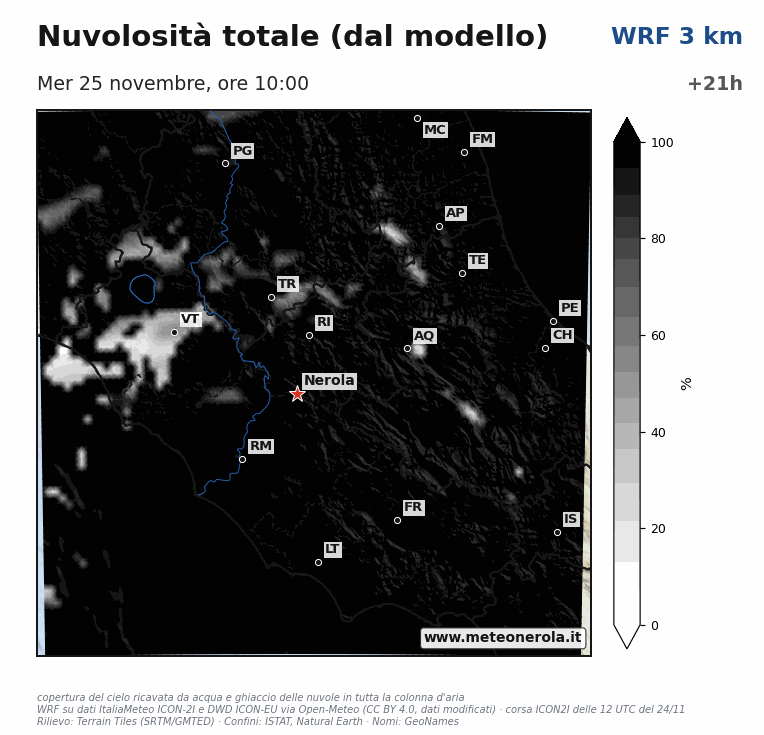 Nuvolosità totale (dal modello)
WRF 3 km
Mer 25 novembre, ore 10:00
+21h
MC
FM
PG
AP
TE
TR
PE
VT
RI
AQ
CH
Nerola
RM
FR
IS
LT
www.meteonerola.it
100
80
60
40
20
0
%
copertura del cielo ricavata da acqua e ghiaccio delle nuvole in tutta la colonna d'aria
WRF su dati ItaliaMeteo ICON-2I e DWD ICON-EU via Open-Meteo (CC BY 4.0, dati modificati) · corsa ICON2I delle 12 UTC del 24/11
Rilievo: Terrain Tiles (SRTM/GMTED) · Confini: ISTAT, Natural Earth · Nomi: GeoNames